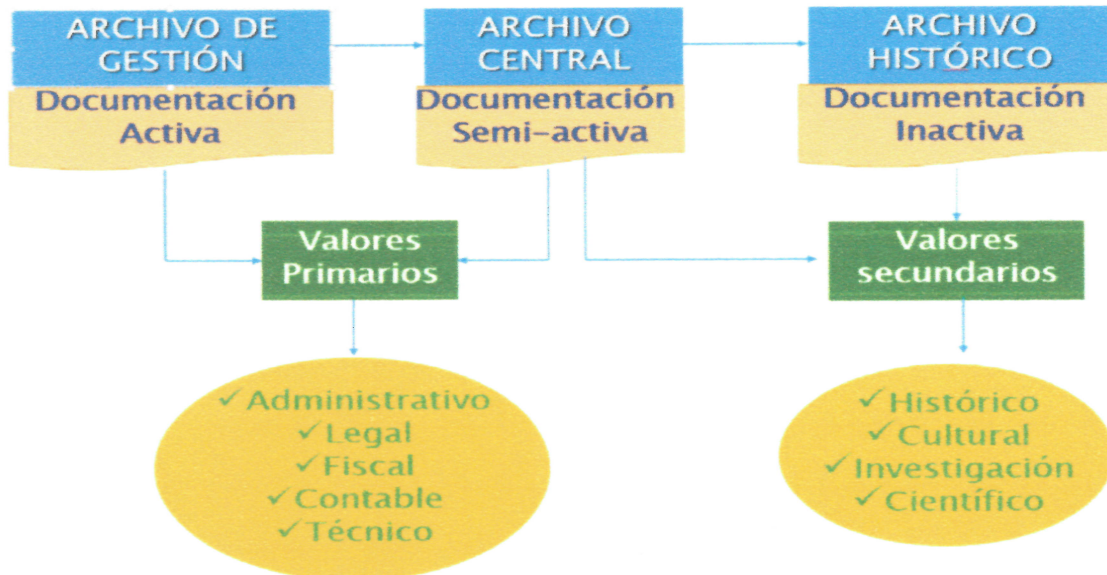 ARCHIVO DE
GESTIÓN
Documentación
Activa
ARCHIVO
CENTRAL
Documentación
Semi-activa
ARCHIVO
HISTÓRICO
Documentación
Inactiva
Valores
Primarios
Valores
secundarios
✓Administrativo
✓Legal
✓Fiscal
✓Contable
✓Técnico
✓Histórico
✓Cultural
✓Investigación
✓Científico